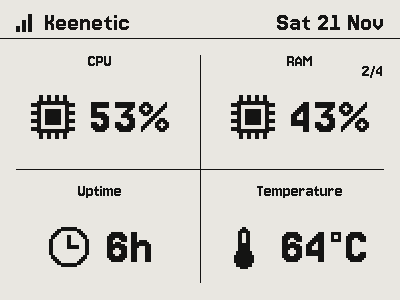 Keenetic
Sat 21 Nov
CPU
53%
RAM
2/4
43%
Uptime
6h
Temperature
64°C